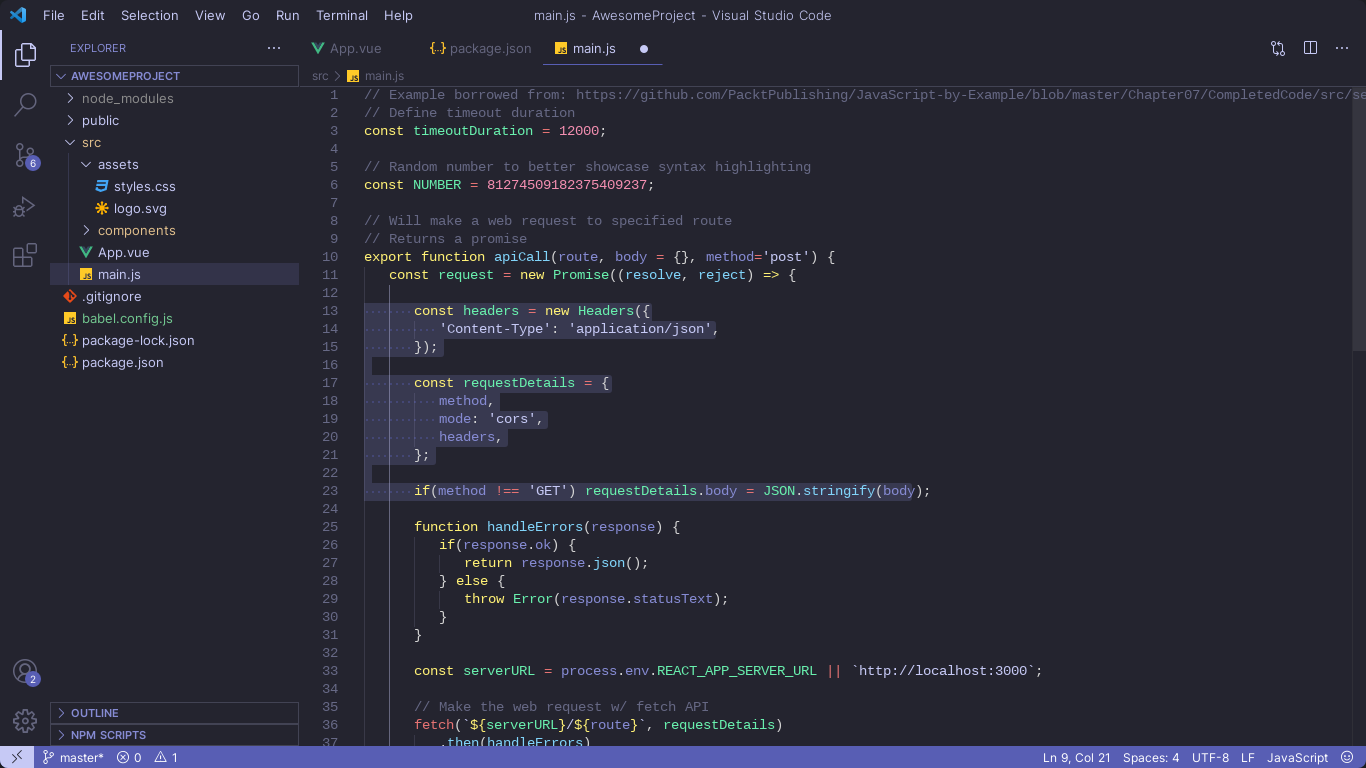 File Edit Selection View Go Run Terminal Help
main.js - AwesomeProject - Visual Studio Code
EXPLORER
AWESOMEPROJECT
node_modules
public
src
assets
styles.css
logo.svg
components
App.vue
main.js
.gitignore
babel.config.js
package-lock.json
package.json
OUTLINE
NPM SCRIPTS
6
2
App.vue
package.json
main.js
src > main.js
1 // Example borrowed from: https://github.com/PacktPublishing/JavaScript-by-Example/blob/master/Chapter07/CompletedCode/src/se
2 // Define timeout duration
3 const timeoutDuration = 12000;
4
5 // Random number to better showcase syntax highlighting
6 const NUMBER = 81274509182375409237;
7
8 // Will make a web request to specified route
9 // Returns a promise
10 export function apiCall(route, body = {}, method='post') {
11 const request = new Promise((resolve, reject) => {
12
13 const headers = new Headers({
14 'Content-Type': 'application/json',
15 });
16
17 const requestDetails = {
18 method,
19 mode: 'cors',
20 headers,
21 };
22
23 if(method !== 'GET') requestDetails.body = JSON.stringify(body);
24
25 function handleErrors(response) {
26 if(response.ok) {
27 return response.json();
28 } else {
29 throw Error(response.statusText);
30 }
31 }
32
33 const serverURL = process.env.REACT_APP_SERVER_URL || `http://localhost:3000`;
34
35 // Make the web request w/ fetch API
36 fetch(`${serverURL}/${route}`, requestDetails)
37 .then(handleErrors)
master* 0 1
Ln 9, Col 21 Spaces: 4 UTF-8 LF JavaScript